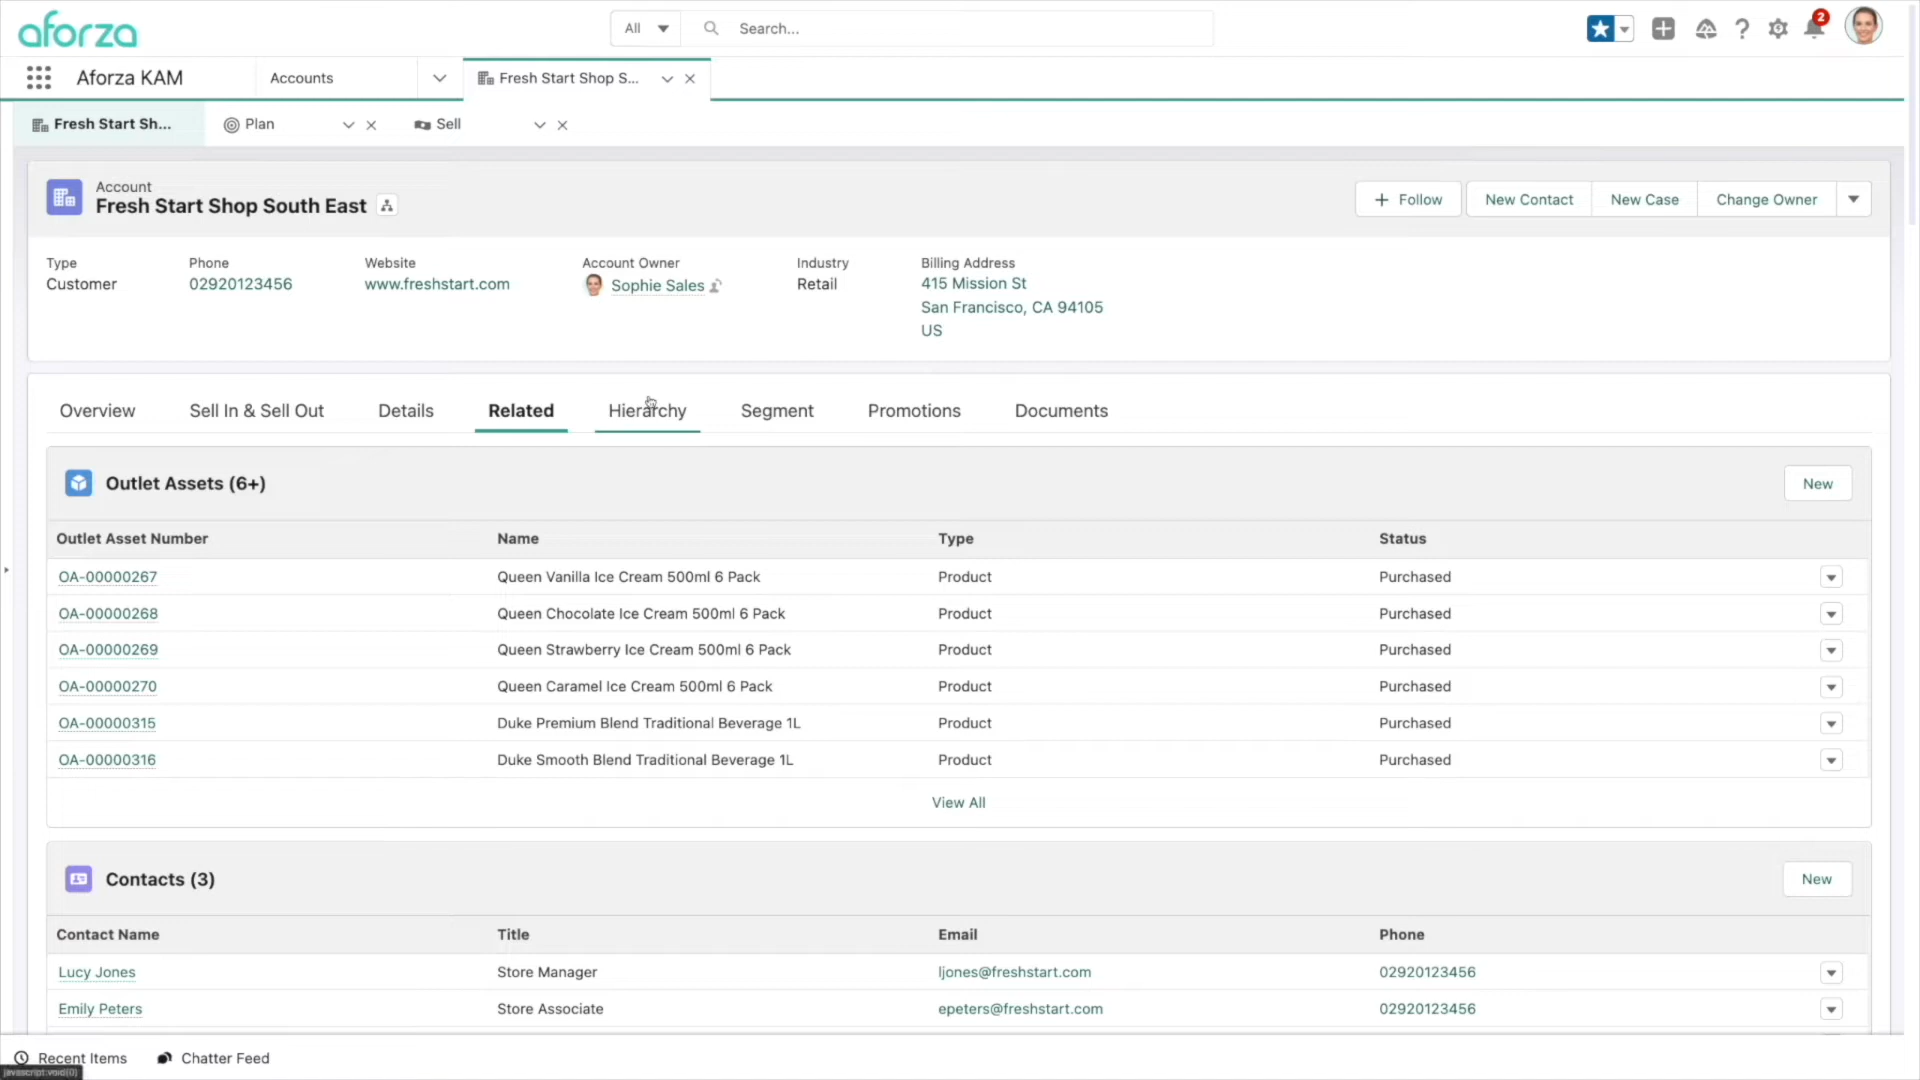 aforza
All
Search...
2
Aforza KAM
Accounts
Fresh Start Shop S...
Fresh Start Sh...
Plan
Sell
Account
Fresh Start Shop South East
Follow
New Contact
New Case
Change Owner
Type
Phone
Website
Account Owner
Industry
Billing Address
Customer
02920123456
www.freshstart.com
Sophie Sales
Retail
415 Mission St
San Francisco, CA 94105
US
Overview
Sell In & Sell Out
Details
Related
Hierarchy
Segment
Promotions
Documents
Outlet Assets (6+)
New
Outlet Asset Number Name Type Status
OA-00000267 Queen Vanilla Ice Cream 500ml 6 Pack Product Purchased
OA-00000268 Queen Chocolate Ice Cream 500ml 6 Pack Product Purchased
OA-00000269 Queen Strawberry Ice Cream 500ml 6 Pack Product Purchased
OA-00000270 Queen Caramel Ice Cream 500ml 6 Pack Product Purchased
OA-00000315 Duke Premium Blend Traditional Beverage 1L Product Purchased
OA-00000316 Duke Smooth Blend Traditional Beverage 1L Product Purchased
View All
Contacts (3)
New
Contact Name Title Email Phone
Lucy Jones Store Manager ljones@freshstart.com 02920123456
Emily Peters Store Associate epeters@freshstart.com 02920123456
Recent Items
Chatter Feed
javascript:void(0)